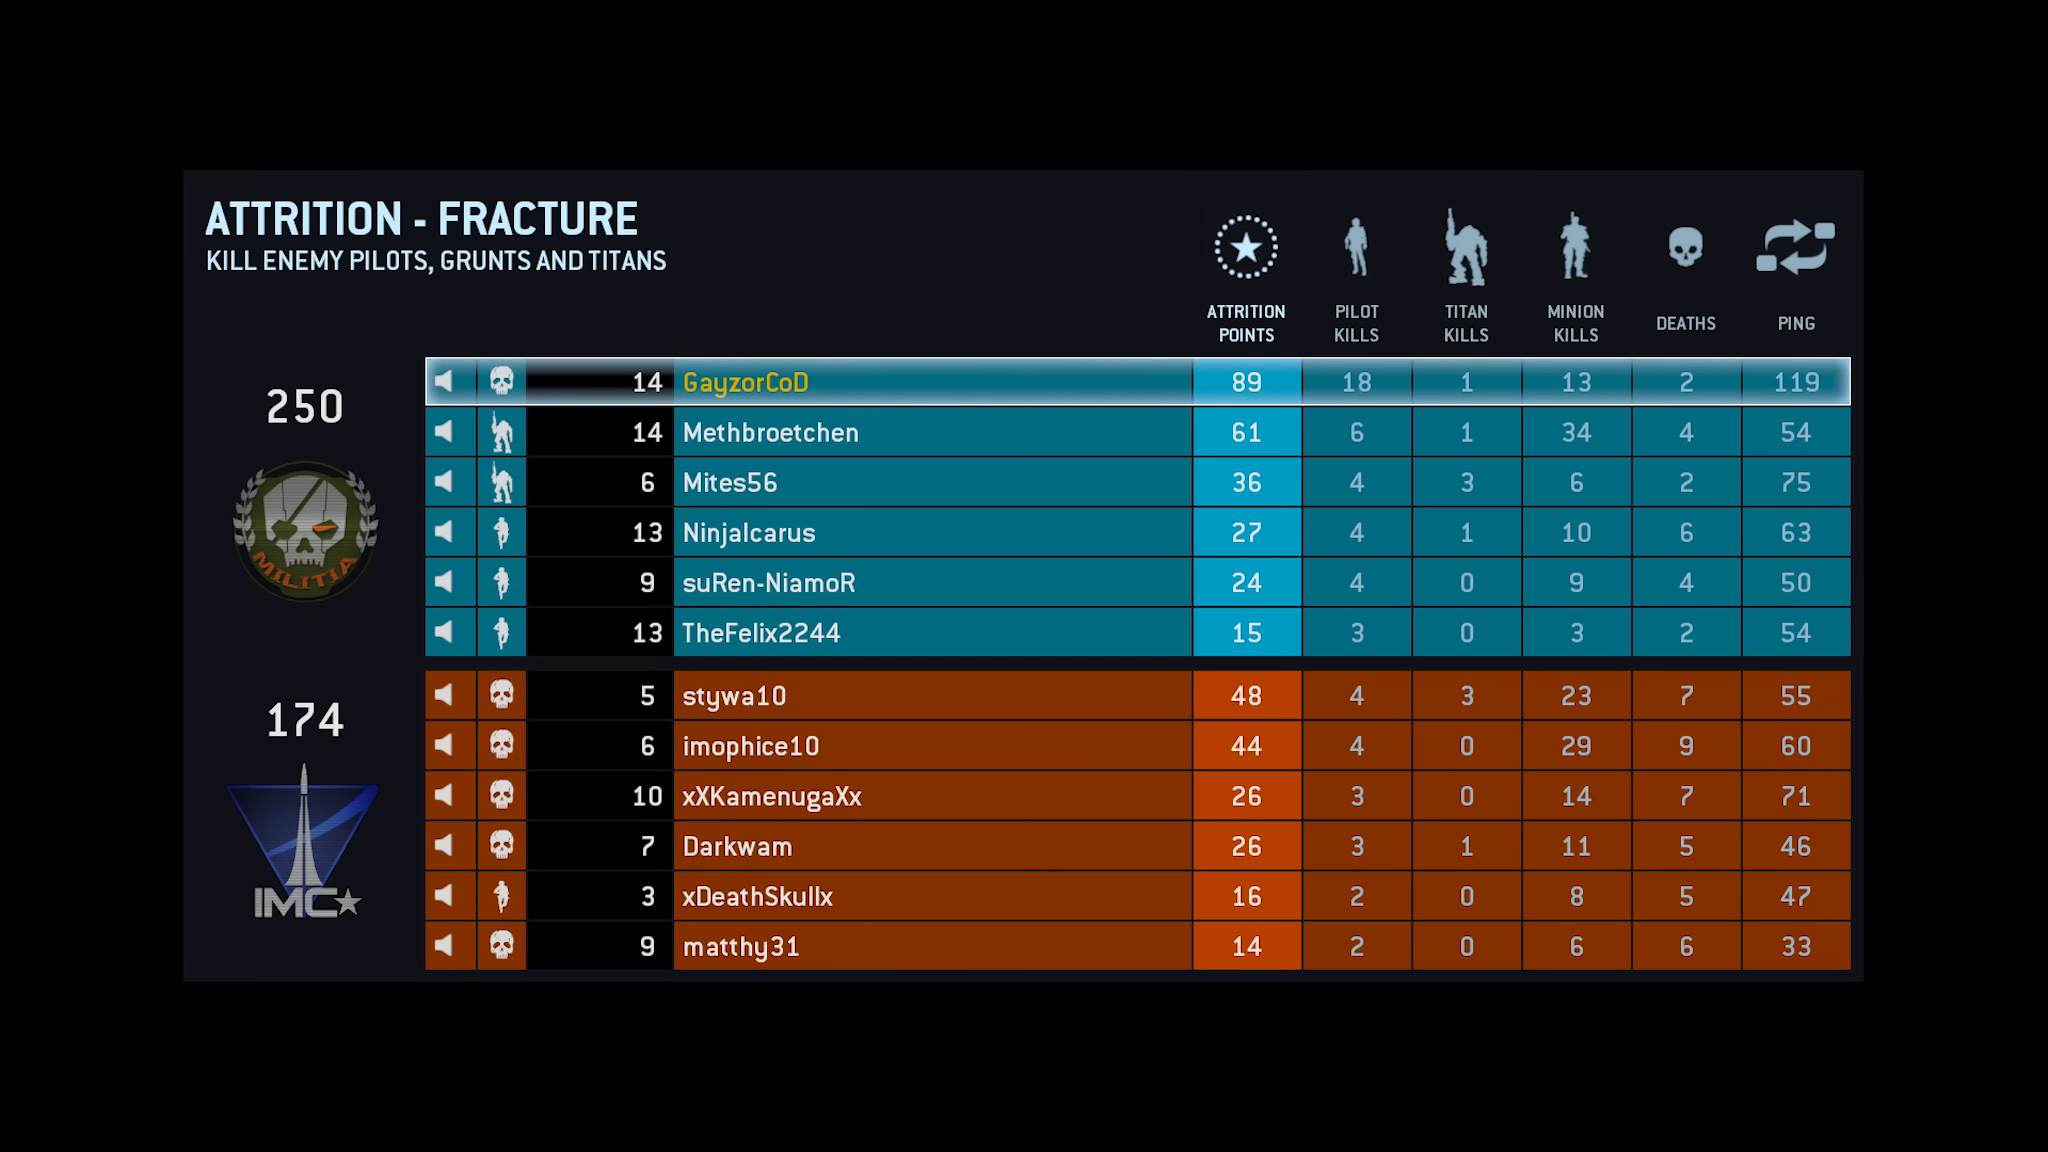 ATTRITION - FRACTURE
KILL ENEMY PILOTS, GRUNTS AND TITANS
ATTRITION POINTS PILOT KILLS TITAN KILLS MINION KILLS DEATHS PING
250
MILITIA
14 GayzorCoD 89 18 1 13 2 119
14 Methbroetchen 61 6 1 34 4 54
6 Mites56 36 4 3 6 2 75
13 NinjaIcarus 27 4 1 10 6 63
9 suRen-NiamoR 24 4 0 9 4 50
13 TheFelix2244 15 3 0 3 2 54
174
IMC
5 stywa10 48 4 3 23 7 55
6 imophice10 44 4 0 29 9 60
10 xXKamenugaXx 26 3 0 14 7 71
7 Darkwam 26 3 1 11 5 46
3 xDeathSkullx 16 2 0 8 5 47
9 matthy31 14 2 0 6 6 33